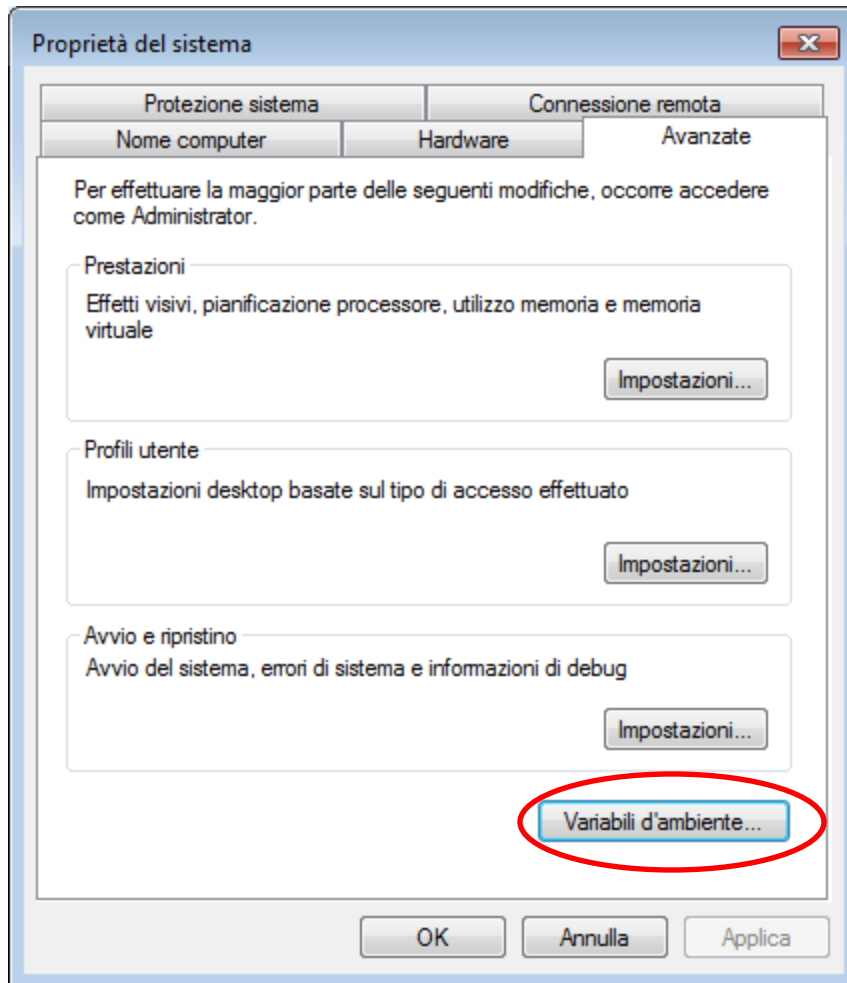 Proprietà del sistema
Protezione sistema
Connessione remota
Nome computer
Hardware
Avanzate
Per effettuare la maggior parte delle seguenti modifiche, occorre accedere
come Administrator.
Prestazioni
Effetti visivi, pianificazione processore, utilizzo memoria e memoria
virtuale
Impostazioni...
Profili utente
Impostazioni desktop basate sul tipo di accesso effettuato
Impostazioni...
Avvio e ripristino
Avvio del sistema, errori di sistema e informazioni di debug
Impostazioni...
Variabili d'ambiente...
OK
Annulla
Applica